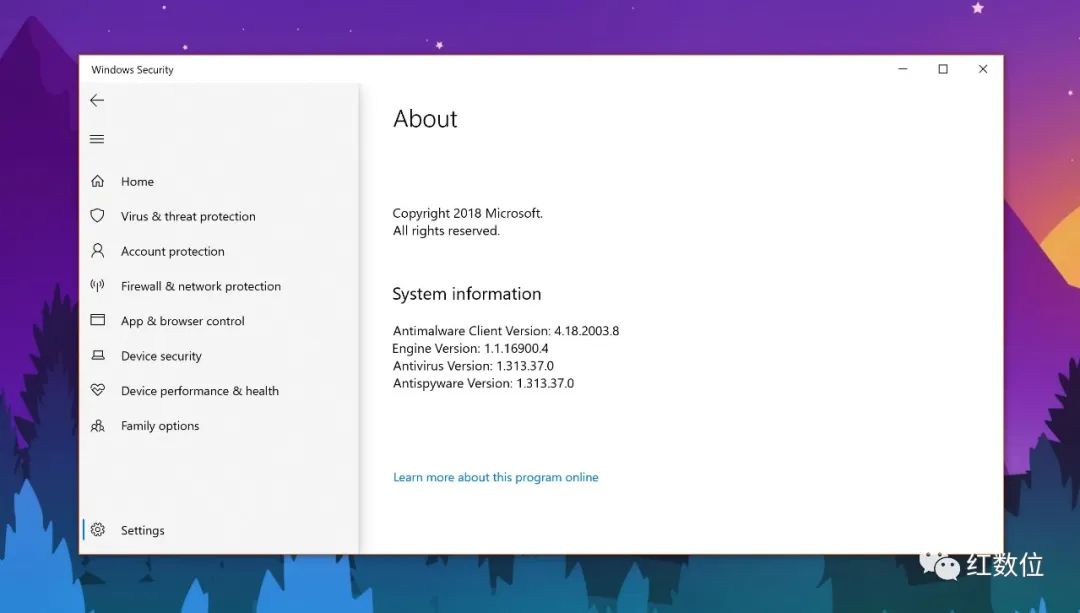 Windows Security
About
Home
Virus & threat protection
Account protection
Firewall & network protection
App & browser control
Device security
Device performance & health
Family options
Settings
Copyright 2018 Microsoft.
All rights reserved.
System information
Antimalware Client Version: 4.18.2003.8
Engine Version: 1.1.16900.4
Antivirus Version: 1.313.37.0
Antispyware Version: 1.313.37.0
Learn more about this program online
红数位